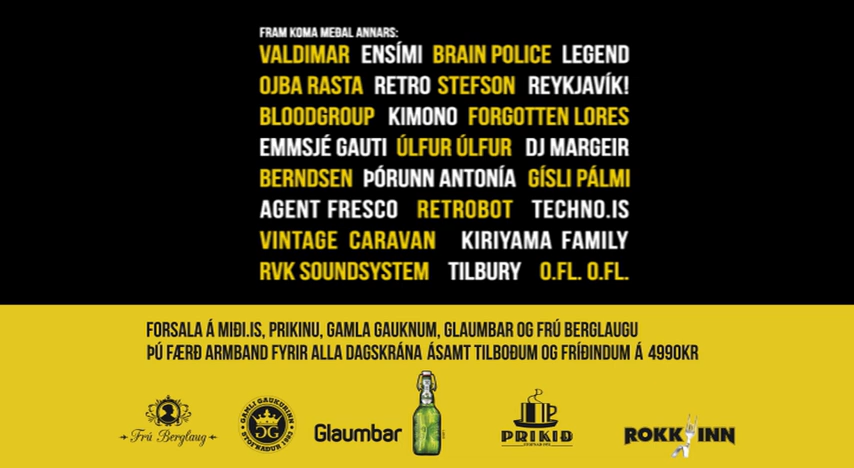 FRAM KOMA MEÐAL ANNARS:
VALDIMAR ENSÍMI BRAIN POLICE LEGEND
OJBA RASTA RETRO STEFSON REYKJAVÍK!
BLOODGROUP KIMONO FORGOTTEN LORES
EMMSJÉ GAUTI ÚLFUR ÚLFUR DJ MARGEIR
BERNDSEN ÞÓRUNN ANTONÍA GÍSLI PÁLMI
AGENT FRESCO RETROBOT TECHNO.IS
VINTAGE CARAVAN KIRIYAMA FAMILY
RVK SOUNDSYSTEM TILBURY O.FL. O.FL.
FORSALA Á MIÐI.IS, PRIKINU, GAMLA GAUKNUM, GLAUMBAR OG FRÚ BERGLAUGU
ÞÚ FÆRÐ ARMBAND FYRIR ALLA DAGSKRÁNA ÁSAMT TILBOÐUM OG FRÍÐINDUM Á 4990KR
Frú Berglaug
GAMLI GAUKURINN
GG
STOFNAÐUR 1983
Glaumbar
PRIKIÐ
ROKK INN